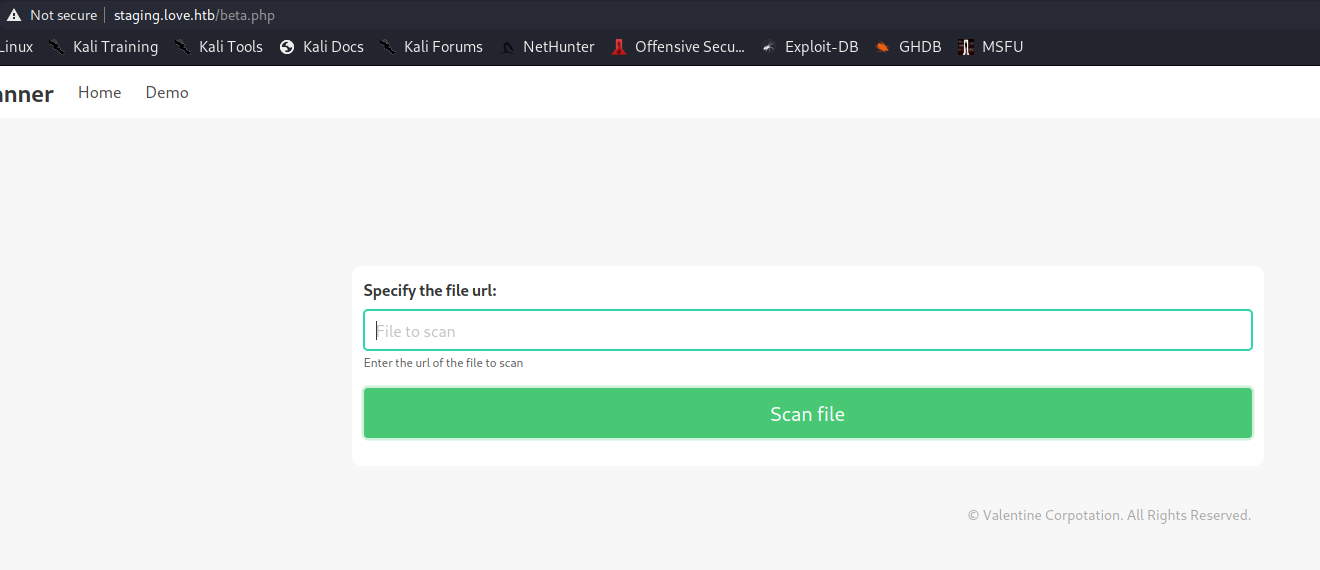 Not secure staging.love.htb/beta.php
Linux Kali Training Kali Tools Kali Docs Kali Forums NetHunter Offensive Secu... Exploit-DB GHDB MSFU
anner Home Demo
Specify the file url:
File to scan
Enter the url of the file to scan
Scan file
© Valentine Corpotation. All Rights Reserved.